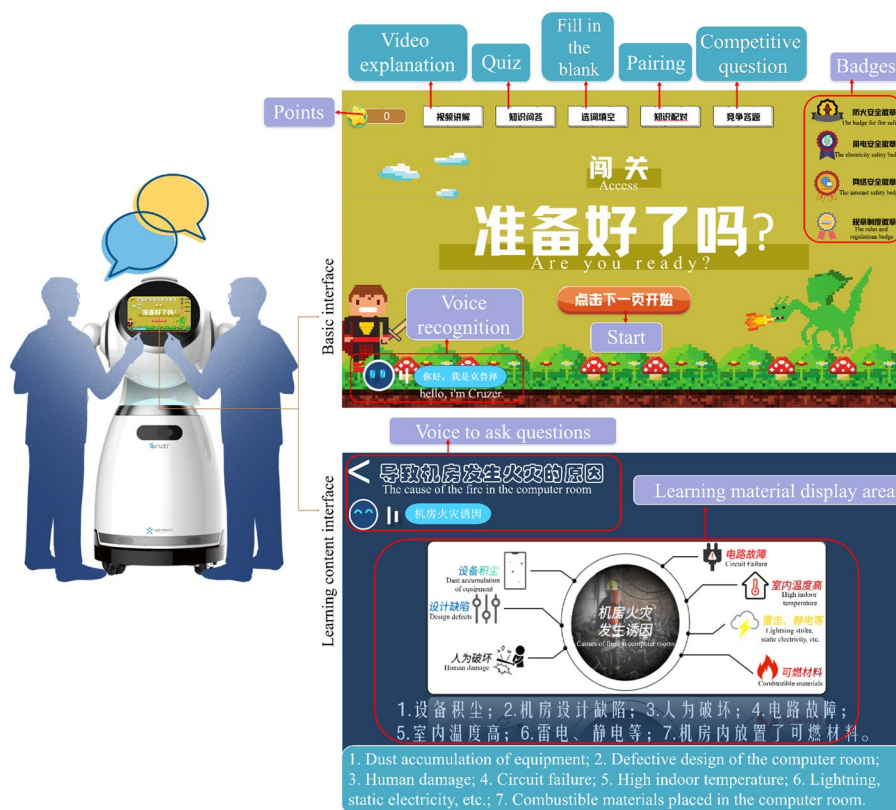 Video
explanation
Quiz
Fill in
the
blank
Pairing
Competitive
question
Badges
Points
0
视频讲解
知识问答
选词填空
知识配对
竞争答题
防火安全徽章
The badge for fire safe
用电安全徽章
The electricity safety bad
网络安全徽章
The internet safety bad
规章制度徽章
The rules and
regulations badge
闯关
Access
准备好了吗?
Are you ready?
点击下一页开始
Start
Voice
recognition
你好,我是克鲁泽
hello, i'm Cruzer.
Basic interface
准备好了吗?
Cruzr
UBTECH
Learning content interface
Voice to ask questions
导致机房发生火灾的原因
The cause of the fire in the computer room
机房火灾诱因
Learning material display area
设备积尘
Dust accumulation
of equipment
设计缺陷
Design defects
人为破坏
Human damage
机房火灾
发生诱因
Causes of fires in computer rooms
电路故障
Circuit Failure
室内温度高
High indoor
temperature
雷击、静电等
Lightning strike,
static electricity, etc.
可燃材料
Combustible materials
1.设备积尘;2.机房设计缺陷;3.人为破坏;4.电路故障;
5.室内温度高;6.雷电、静电等;7.机房内放置了可燃材料。
1. Dust accumulation of equipment; 2. Defective design of the computer room;
3. Human damage; 4. Circuit failure; 5. High indoor temperature; 6. Lightning,
static electricity, etc.; 7. Combustible materials placed in the computer room.